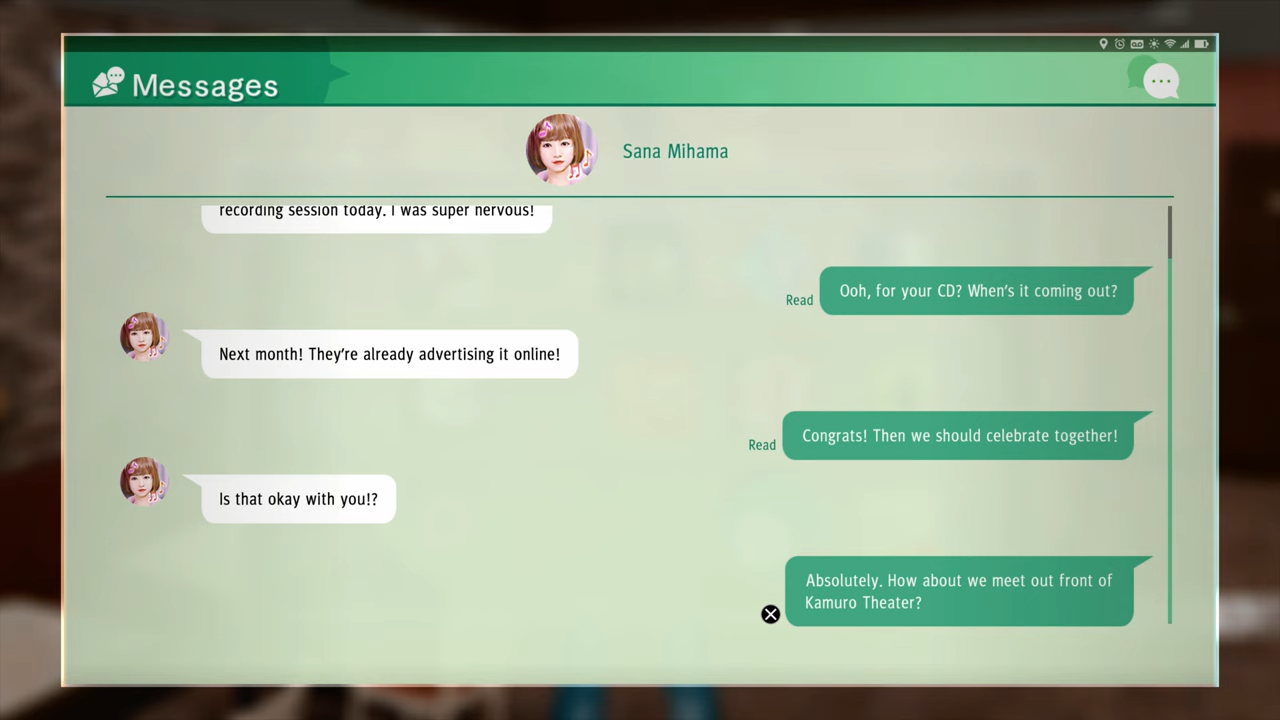 Messages
Sana Mihama
recording session today. I was super nervous!
Ooh, for your CD? When's it coming out?
Read
Next month! They're already advertising it online!
Congrats! Then we should celebrate together!
Read
Is that okay with you!?
Absolutely. How about we meet out front of
Kamuro Theater?